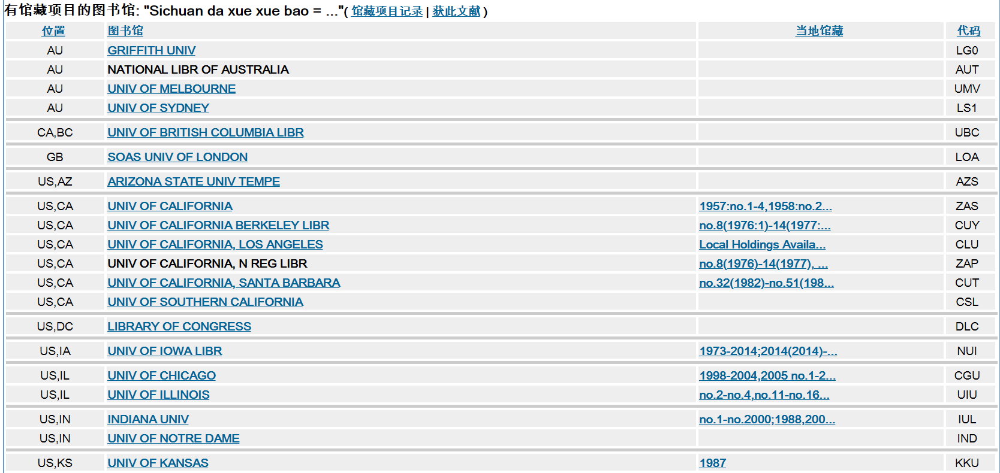 有馆藏项目的图书馆: "Sichuan da xue xue bao = ..."( 馆藏项目记录 | 获此文献 )
位置 图书馆 当地馆藏 代码
AU GRIFFITH UNIV LG0
AU NATIONAL LIBR OF AUSTRALIA AUT
AU UNIV OF MELBOURNE UMV
AU UNIV OF SYDNEY LS1
CA,BC UNIV OF BRITISH COLUMBIA LIBR UBC
GB SOAS UNIV OF LONDON LOA
US,AZ ARIZONA STATE UNIV TEMPE AZS
US,CA UNIV OF CALIFORNIA 1957:no.1-4,1958:no.2... ZAS
US,CA UNIV OF CALIFORNIA BERKELEY LIBR no.8(1976:1)-14(1977:... CUY
US,CA UNIV OF CALIFORNIA, LOS ANGELES Local Holdings Availa... CLU
US,CA UNIV OF CALIFORNIA, N REG LIBR no.8(1976)-14(1977), ... ZAP
US,CA UNIV OF CALIFORNIA, SANTA BARBARA no.32(1982)-no.51(198... CUT
US,CA UNIV OF SOUTHERN CALIFORNIA CSL
US,DC LIBRARY OF CONGRESS DLC
US,IA UNIV OF IOWA LIBR 1973-2014;2014(2014)-... NUI
US,IL UNIV OF CHICAGO 1998-2004,2005 no.1-2... CGU
US,IL UNIV OF ILLINOIS no.2-no.4,no.11-no.16... UIU
US,IN INDIANA UNIV no.1-no.2000;1988,200... IUL
US,IN UNIV OF NOTRE DAME IND
US,KS UNIV OF KANSAS 1987 KKU